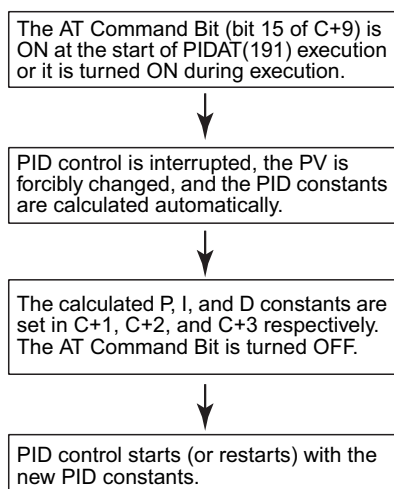 The AT Command Bit (bit 15 of C+9) is
ON at the start of PIDAT(191) execution
or it is turned ON during execution.
PID control is interrupted, the PV is
forcibly changed, and the PID constants
are calculated automatically.
The calculated P, I, and D constants are
set in C+1, C+2, and C+3 respectively.
The AT Command Bit is turned OFF.
PID control starts (or restarts) with the
new PID constants.